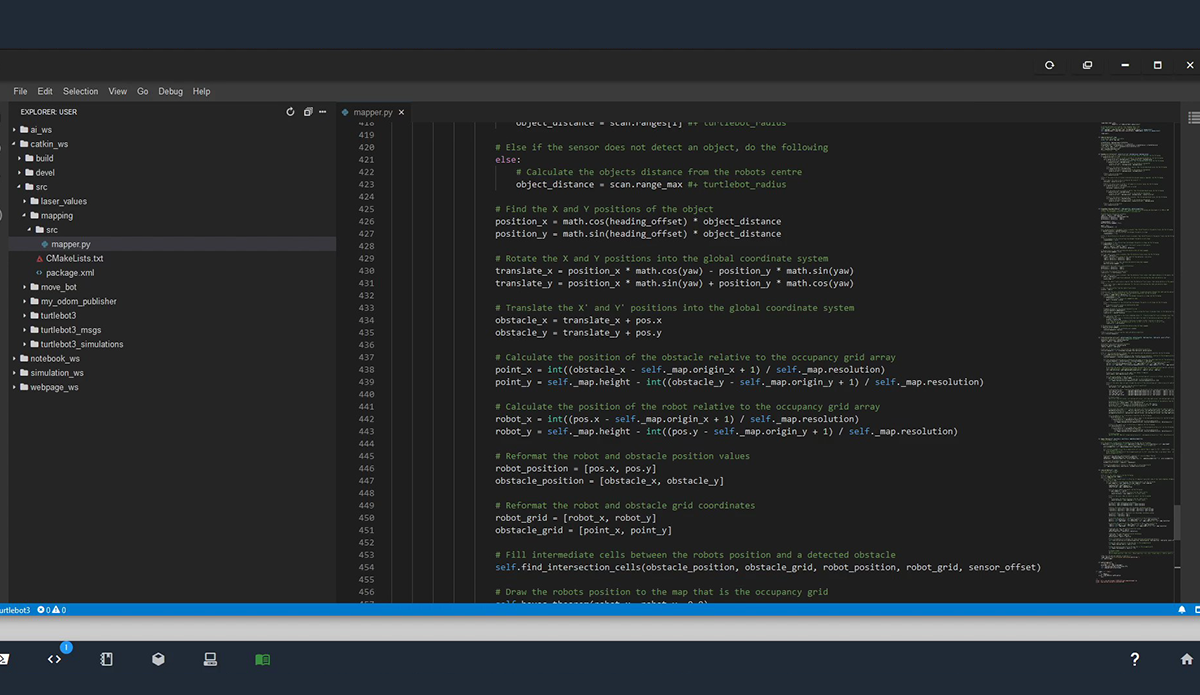 File Edit Selection View Go Debug Help
EXPLORER: USER
mapper.py
ai_ws
catkin_ws
build
devel
src
laser_values
mapping
src
mapper.py
CMakeLists.txt
package.xml
move_bot
my_odom_publisher
turtlebot3
turtlebot3_msgs
turtlebot3_simulations
notebook_ws
simulation_ws
webpage_ws
418 object_distance = scan.ranges[i] #+ turtlebot_radius
419
420 # Else if the sensor does not detect an object, do the following
421 else:
422 # Calculate the objects distance from the robots centre
423 object_distance = scan.range_max #+ turtlebot_radius
424
425 # Find the X and Y positions of the object
426 position_x = math.cos(heading_offset) * object_distance
427 position_y = math.sin(heading_offset) * object_distance
428
429 # Rotate the X and Y positions into the global coordinate system
430 translate_x = position_x * math.cos(yaw) - position_y * math.sin(yaw)
431 translate_y = position_x * math.sin(yaw) + position_y * math.cos(yaw)
432
433 # Translate the X' and Y' positions into the global coordinate system
434 obstacle_x = translate_x + pos.x
435 obstacle_y = translate_y + pos.y
436
437 # Calculate the position of the obstacle relative to the occupancy grid array
438 point_x = int((obstacle_x - self._map.origin_x + 1) / self._map.resolution)
439 point_y = self._map.height - int((obstacle_y - self._map.origin_y + 1) / self._map.resolution)
440
441 # Calculate the position of the robot relative to the occupancy grid array
442 robot_x = int((pos.x - self._map.origin_x + 1) / self._map.resolution)
443 robot_y = self._map.height - int((pos.y - self._map.origin_y + 1) / self._map.resolution)
444
445 # Reformat the robot and obstacle position values
446 robot_position = [pos.x, pos.y]
447 obstacle_position = [obstacle_x, obstacle_y]
448
449 # Reformat the robot and obstacle grid coordinates
450 robot_grid = [robot_x, robot_y]
451 obstacle_grid = [point_x, point_y]
452
453 # Fill intermediate cells between the robots position and a detected obstacle
454 self.find_intersection_cells(obstacle_position, obstacle_grid, robot_position, robot_grid, sensor_offset)
455
456 # Draw the robots position to the map that is the occupancy grid
457
urtlebot3 0 0